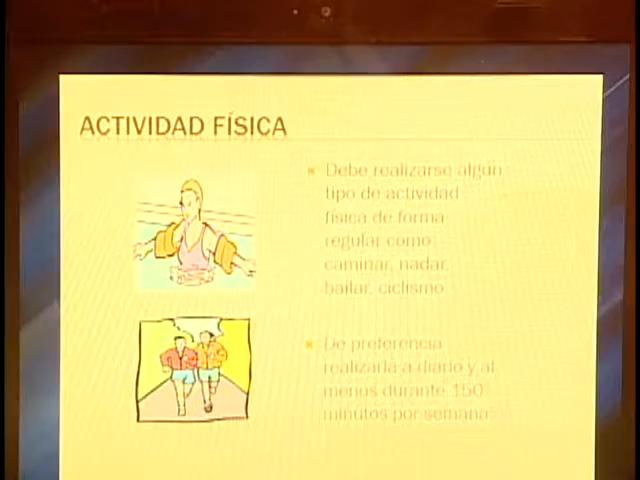 ACTIVIDAD FÍSICA
Debe realizarse algún
tipo de actividad
física de forma
regular como
caminar, nadar,
bailar, ciclismo
De preferencia
realizarla a diario y al
menos durante 150
minutos por semana